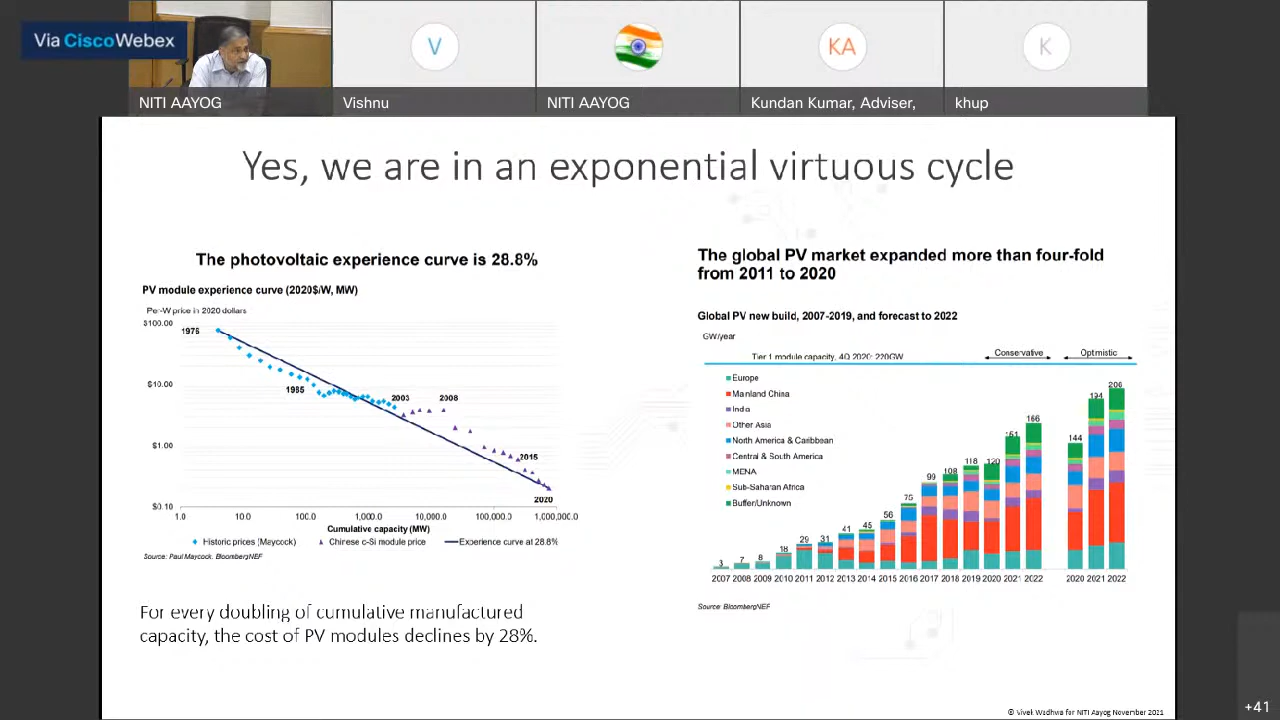 Via CiscoWebex
NITI AAYOG
V
Vishnu
NITI AAYOG
KA
Kundan Kumar, Adviser,
K
khup
Yes, we are in an exponential virtuous cycle
The photovoltaic experience curve is 28.8%
PV module experience curve (2020$/W, MW)
Per-W price in 2020 dollars
$100.00
$10.00
$1.00
$0.10
1976
1985
2003
2008
2015
2020
1.0 10.0 100.0 1,000.0 10,000.0 100,000.0 1,000,000.0
Cumulative capacity (MW)
Historic prices (Maycock) Chinese c-Si module price Experience curve at 28.8%
Source: Paul Maycock, BloombergNEF
For every doubling of cumulative manufactured
capacity, the cost of PV modules declines by 28%.
The global PV market expanded more than four-fold
from 2011 to 2020
Global PV new build, 2007-2019, and forecast to 2022
GW/year
Tier 1 module capacity, 4Q 2020: 220GW
Conservative Optimistic
Europe
Mainland China
India
Other Asia
North America & Caribbean
Central & South America
MENA
Sub-Saharan Africa
Buffer/Unknown
3 7 8 18 29 31 41 45 56 75 99 108 118 120 151 166 144 194 206
2007 2008 2009 2010 2011 2012 2013 2014 2015 2016 2017 2018 2019 2020 2021 2022 2020 2021 2022
Source: BloombergNEF
© Vivek Wadhwa for NITI Aayog November 2021
+41